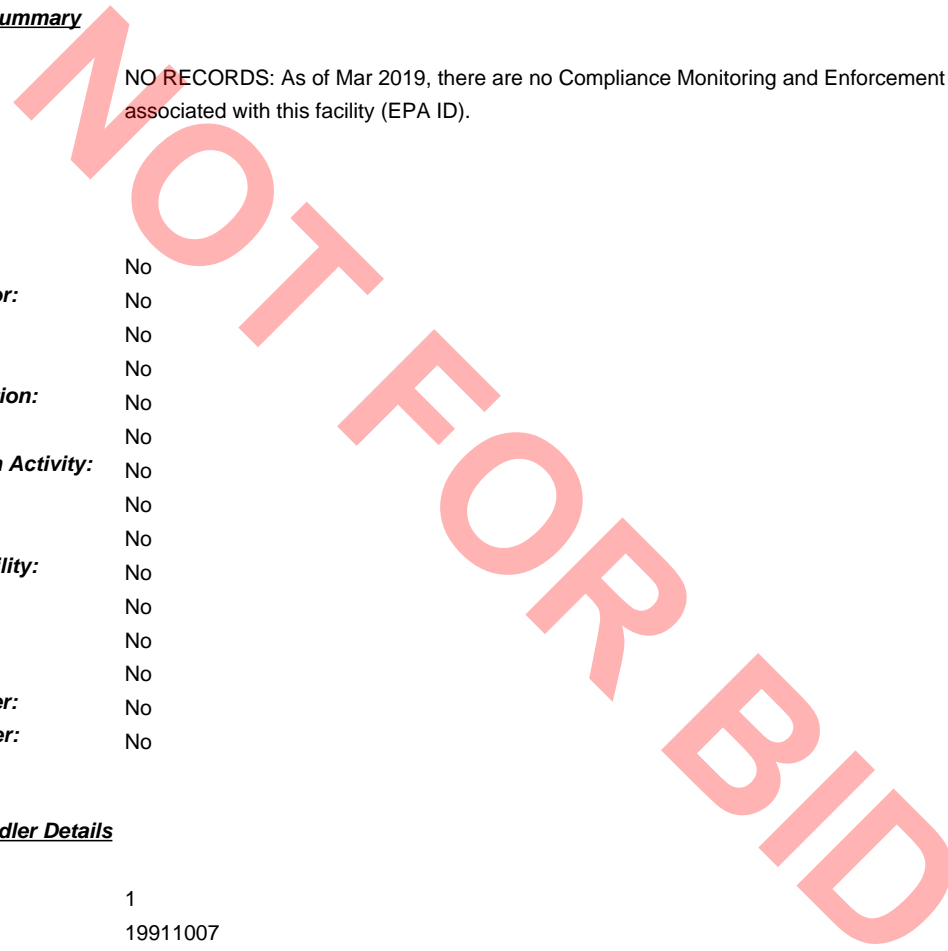 ummary
NO RECORDS: As of Mar 2019, there are no Compliance Monitoring and Enforcement
associated with this facility (EPA ID).
No
or: No
No
No
tion: No
No
n Activity: No
No
No
ility: No
No
No
No
er: No
er: No
dler Details
1
19911007
NOT FOR BID